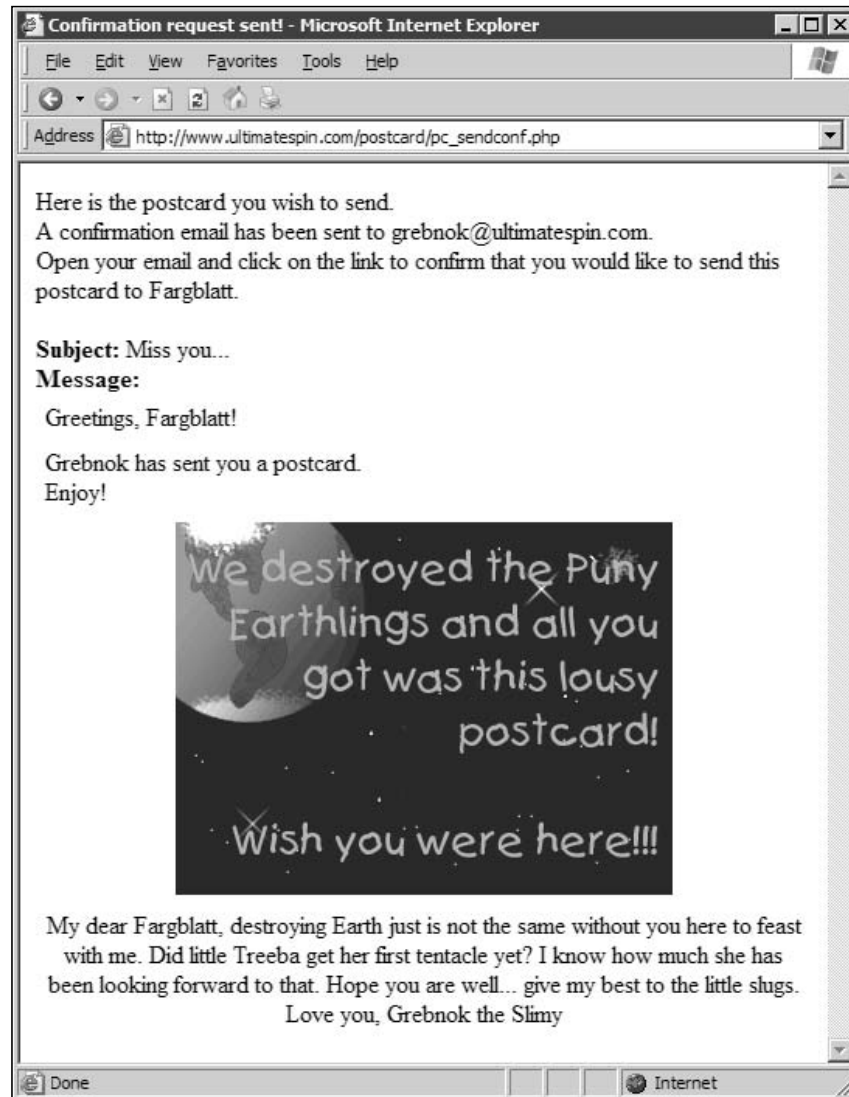 Confirmation request sent! - Microsoft Internet Explorer
File Edit View Favorites Tools Help
Address http://www.ultimatespin.com/postcard/pc_sendconf.php
Here is the postcard you wish to send.
A confirmation email has been sent to grebnok@ultimatespin.com.
Open your email and click on the link to confirm that you would like to send this
postcard to Fargblatt.
Subject: Miss you...
Message:
Greetings, Fargblatt!
Grebnok has sent you a postcard.
Enjoy!
We destroyed the Puny
Earthlings and all you
got was this lousy
postcard!
Wish you were here!!!
My dear Fargblatt, destroying Earth just is not the same without you here to feast
with me. Did little Treeba get her first tentacle yet? I know how much she has
been looking forward to that. Hope you are well... give my best to the little slugs.
Love you, Grebnok the Slimy
Done Internet